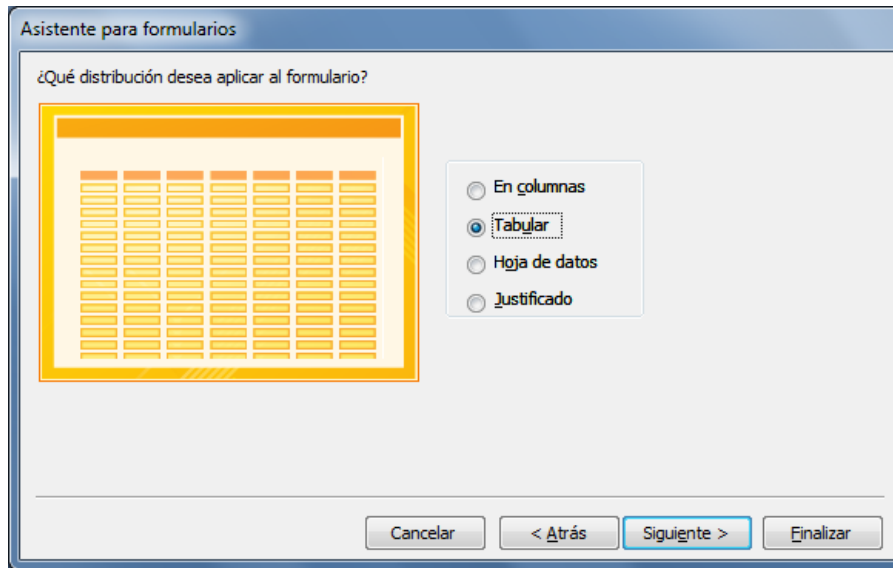 Asistente para formularios
¿Qué distribución desea aplicar al formulario?
En columnas
Tabular
Hoja de datos
Justificado
Cancelar
< Atrás
Siguiente >
Finalizar